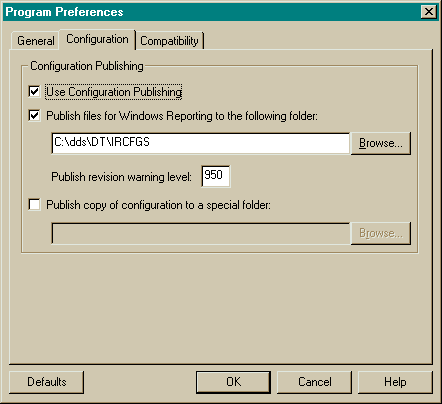 Program Preferences
General Configuration Compatibility
Configuration Publishing
Use Configuration Publishing
Publish files for Windows Reporting to the following folder:
C:\dds\DT\IRCFGS Browse...
Publish revision warning level: 950
Publish copy of configuration to a special folder:
Browse...
Defaults OK Cancel Help